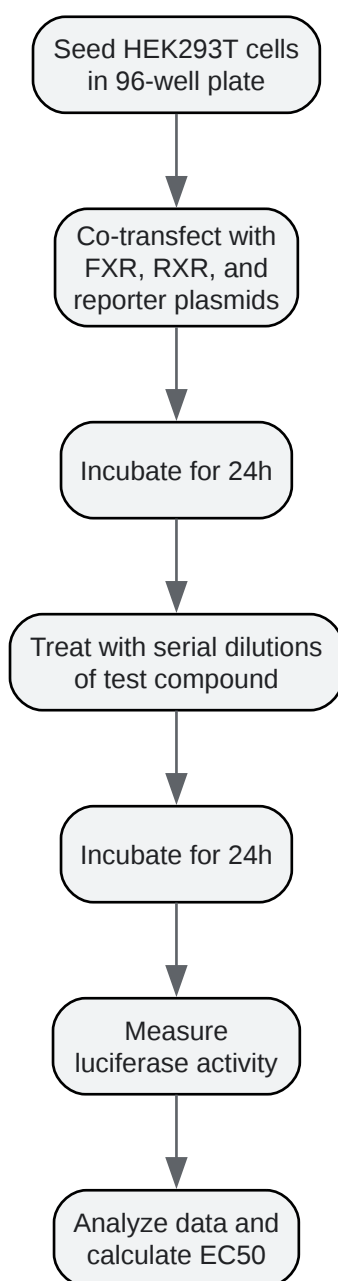 Seed HEK293T cells
in 96-well plate
Co-transfect with
FXR, RXR, and
reporter plasmids
Incubate for 24h
Treat with serial dilutions
of test compound
Incubate for 24h
Measure
luciferase activity
Analyze data and
calculate EC50